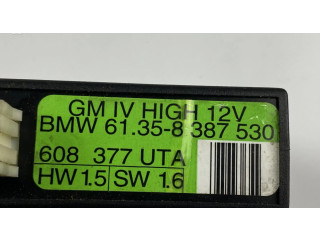 GM IV HIGH 12V
BMW 61.35-8 387 530
608 377 UTA
HW 1.5 SW 1.6